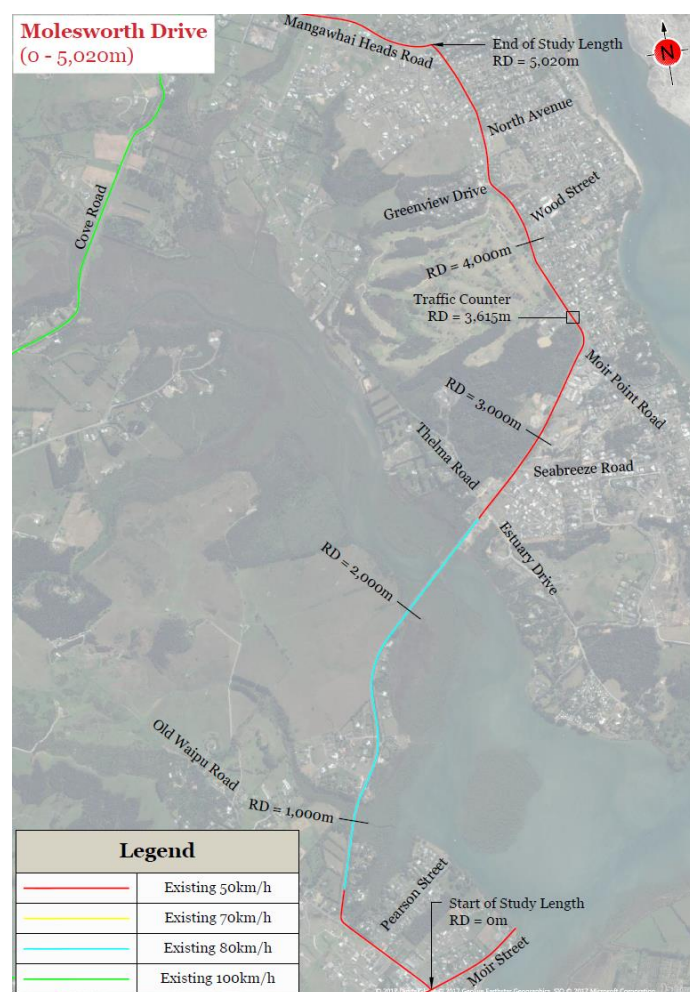 Molesworth Drive
(0 - 5,020m)
Mangawhai Heads Road
End of Study Length
RD = 5,020m
N
North Avenue
Cove Road
Greenview Drive
Wood Street
RD = 4,000m
Traffic Counter
RD = 3,615m
Moir Point Road
RD = 3,000m
Thelma Road
Seabreeze Road
Estuary Drive
RD = 2,000m
Old Waipu Road
RD = 1,000m
Legend
Existing 50km/h
Existing 70km/h
Existing 80km/h
Existing 100km/h
Pearson Street
Start of Study Length
RD = 0m
Moir Street